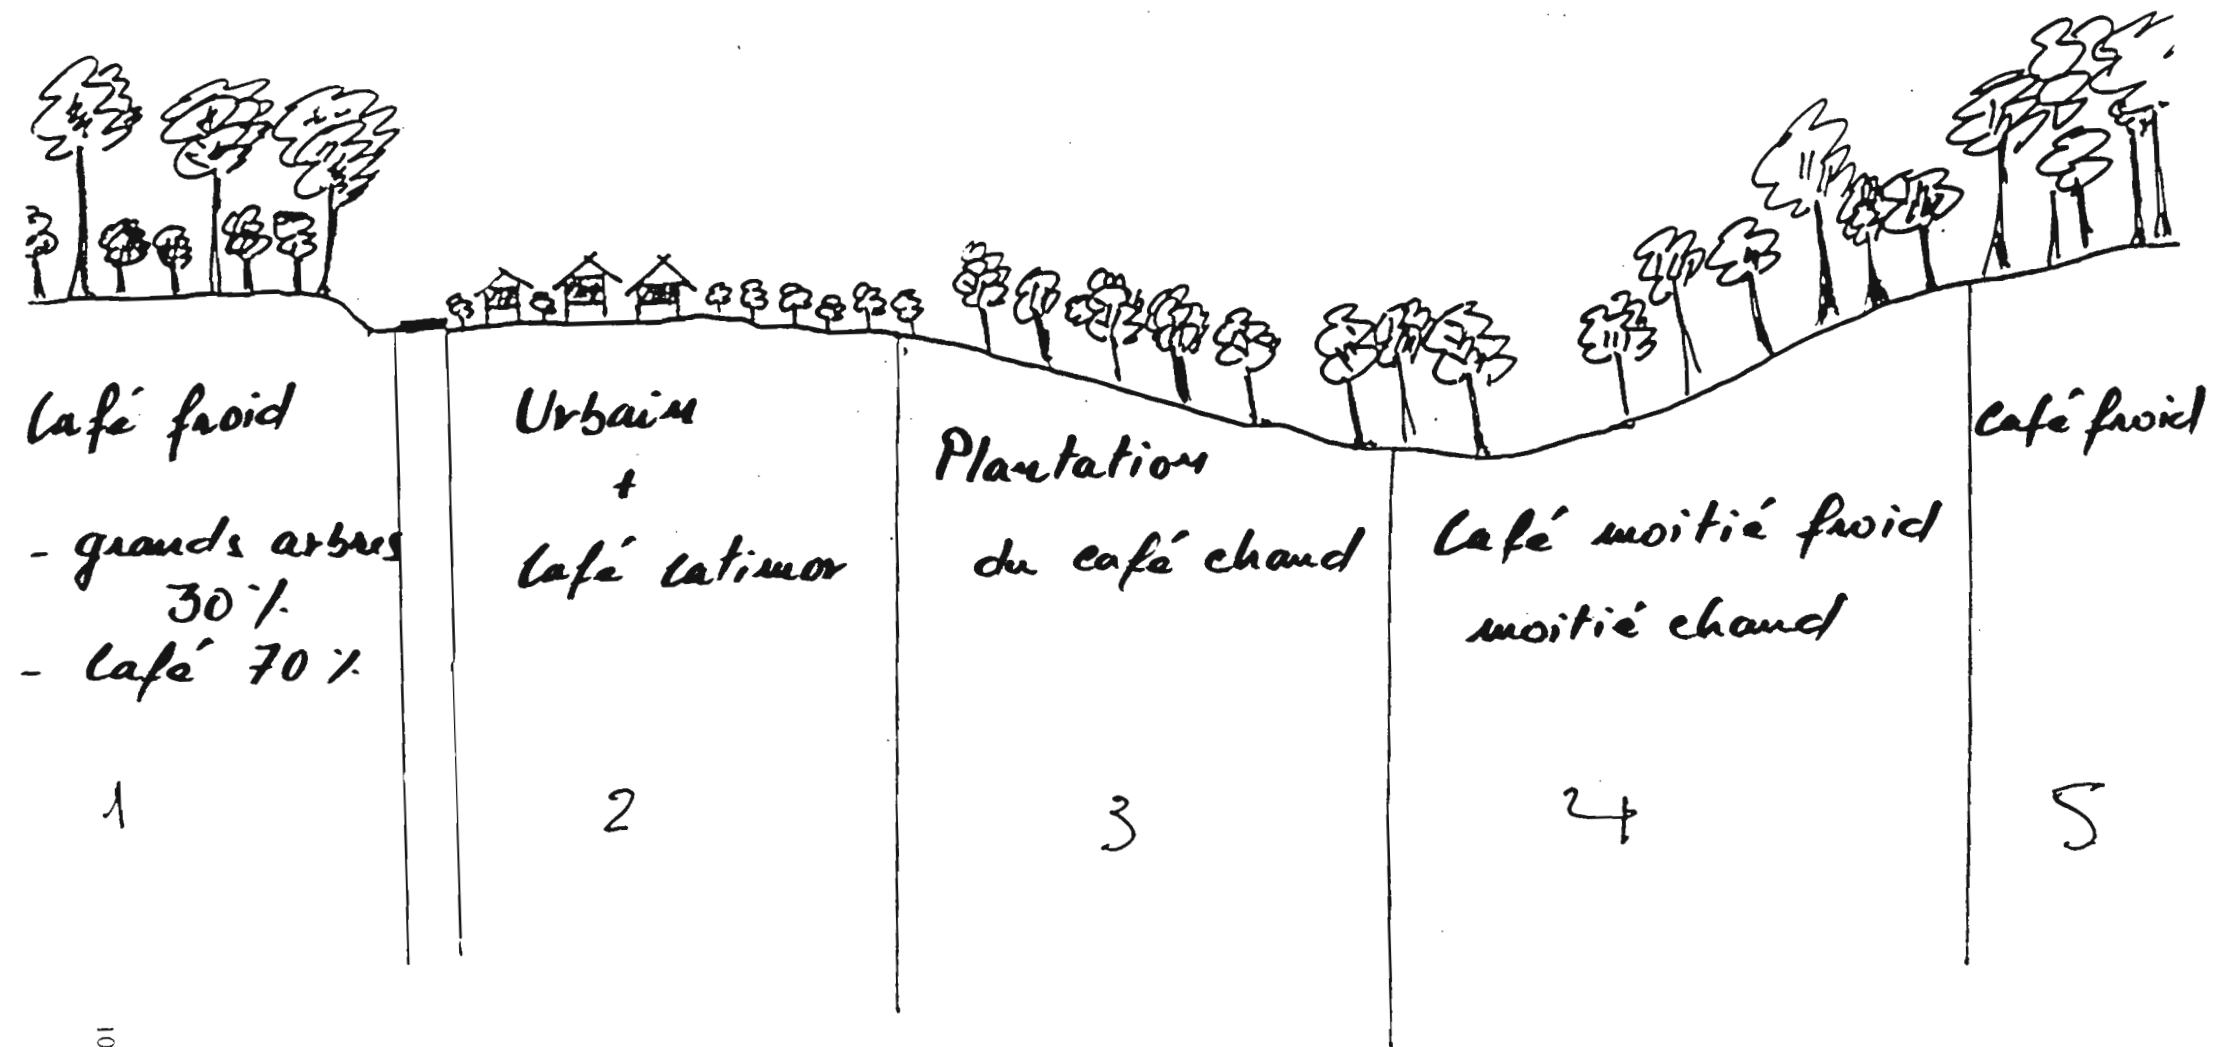 Café froid
- grands arbres
30 %
- Café 70 %
1
Urbain
+
Café catimor
2
Plantation
du café chaud
3
Café moitié froid
moitié chaud
4
Café froid
5
10